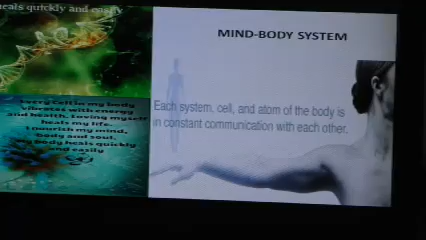 heals quickly and easily
Every cell in my body
vibrates with energy
and health. Loving myself
heals my life.
I nourish my mind,
body and soul.
body heals quickly
and easily
MIND-BODY SYSTEM
Each system, cell, and atom of the body is
in constant communication with each other.